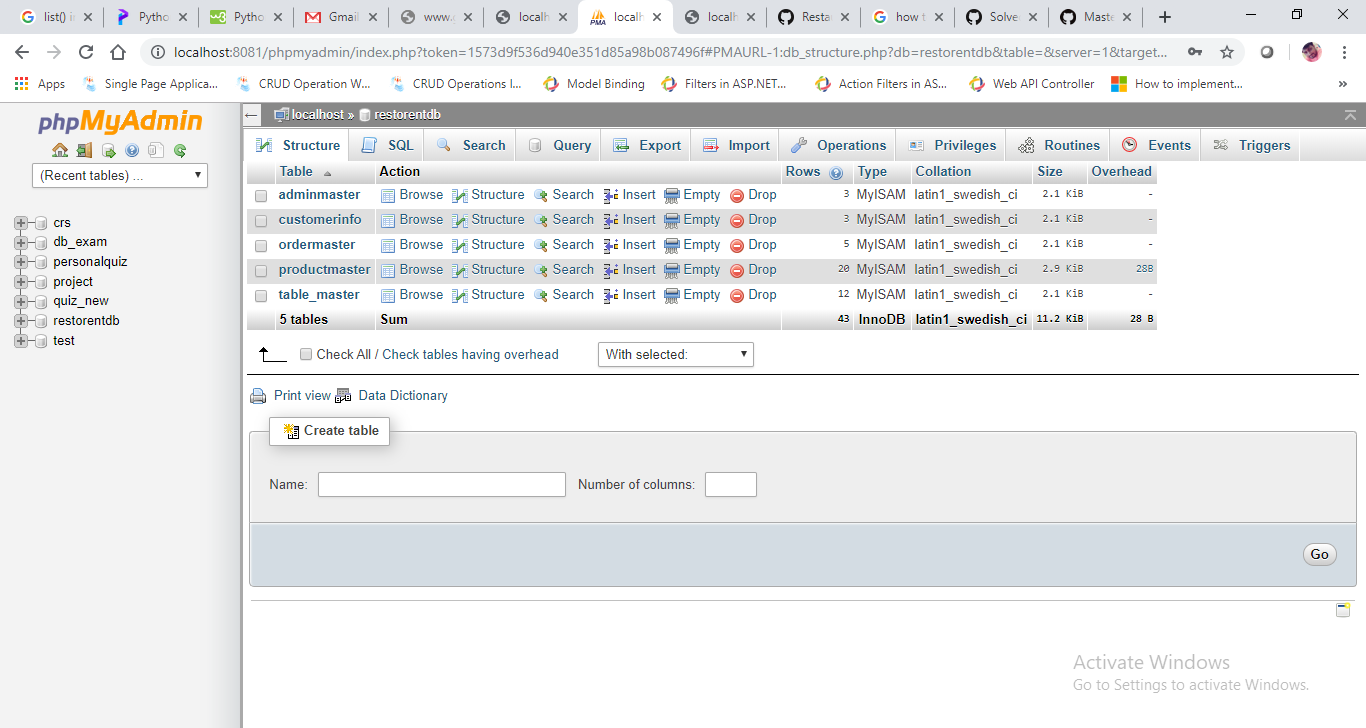 list() i
Pytho
Pytho
Gmail
www.
localh
localh
localh
Resta
how t
Solve
Maste
localhost:8081/phpmyadmin/index.php?token=1573d9f536d940e351d85a98b087496f#PMAURL-1:db_structure.php?db=restorentdb&table=&server=1&target...
Apps
Single Page Applica...
CRUD Operation W...
CRUD Operations I...
Model Binding
Filters in ASP.NET...
Action Filters in AS...
Web API Controller
How to implement...
»
phpMyAdmin
(Recent tables) ...
crs
db_exam
personalquiz
project
quiz_new
restorentdb
test
localhost » restorentdb
Structure SQL Search Query Export Import Operations Privileges Routines Events Triggers
Table Action Rows Type Collation Size Overhead
adminmaster Browse Structure Search Insert Empty Drop 3 MyISAM latin1_swedish_ci 2.1 KiB -
customerinfo Browse Structure Search Insert Empty Drop 3 MyISAM latin1_swedish_ci 2.1 KiB -
ordermaster Browse Structure Search Insert Empty Drop 5 MyISAM latin1_swedish_ci 2.1 KiB -
productmaster Browse Structure Search Insert Empty Drop 20 MyISAM latin1_swedish_ci 2.9 KiB 28B
table_master Browse Structure Search Insert Empty Drop 12 MyISAM latin1_swedish_ci 2.1 KiB -
5 tables Sum 43 InnoDB latin1_swedish_ci 11.2 KiB 28 B
Check All / Check tables having overhead
With selected:
Print view Data Dictionary
Create table
Name:
Number of columns:
Go
Activate Windows
Go to Settings to activate Windows.